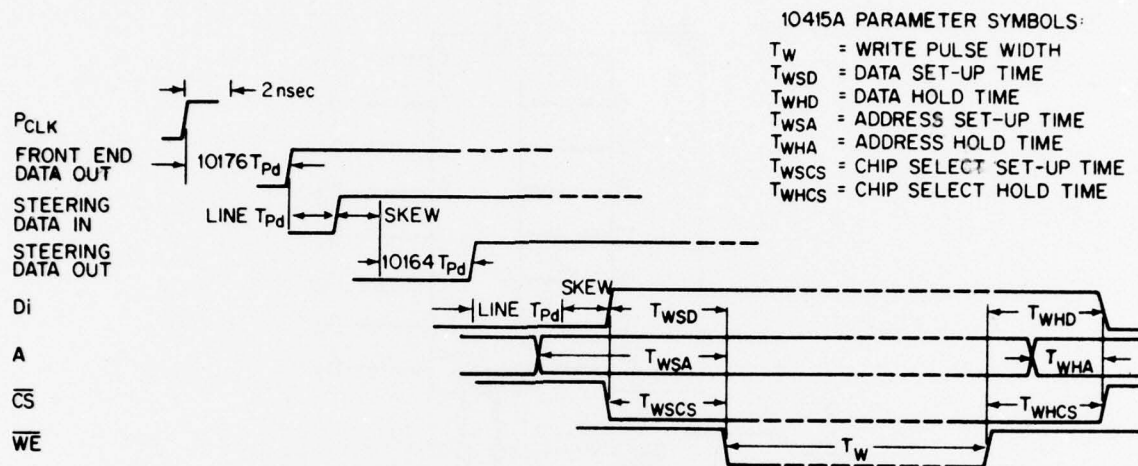 10415A PARAMETER SYMBOLS:
T_W = WRITE PULSE WIDTH
T_WSD = DATA SET-UP TIME
T_WHD = DATA HOLD TIME
T_WSA = ADDRESS SET-UP TIME
T_WHA = ADDRESS HOLD TIME
T_WSCS = CHIP SELECT SET-UP TIME
T_WHCS = CHIP SELECT HOLD TIME
2 nsec
P_CLK
FRONT END
DATA OUT
10176 T_Pd
STEERING
DATA IN
LINE T_Pd
SKEW
STEERING
DATA OUT
10164 T_Pd
Di
LINE T_Pd
SKEW
T_WSD
T_WHD
A
T_WSA
T_WHA
C̅S̅
T_WSCS
T_WHCS
W̅E̅
T_W